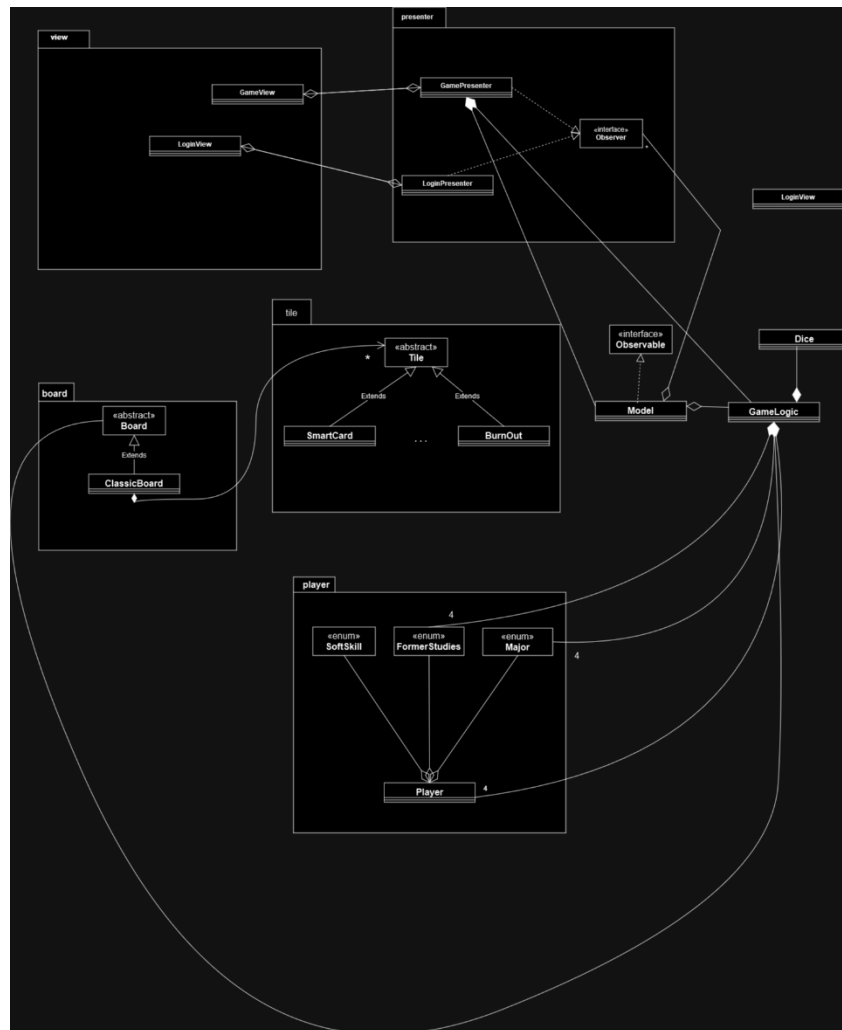 presenter
view
GamePresenter
GameView
«interface»
Observer
*
LoginView
LoginPresenter
LoginView
tile
«abstract»
Tile
*
«interface»
Observable
Dice
board
Extends
Extends
«abstract»
Board
Model
GameLogic
SmartCard
...
BurnOut
Extends
ClassicBoard
player
4
«enum»
SoftSkill
«enum»
FormerStudies
«enum»
Major
4
Player
4